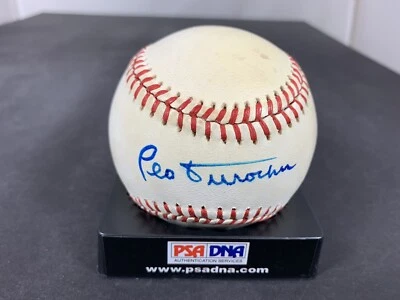 Leo Durocher
PSA DNA
AUTHENTICATION SERVICES
www.psadna.com